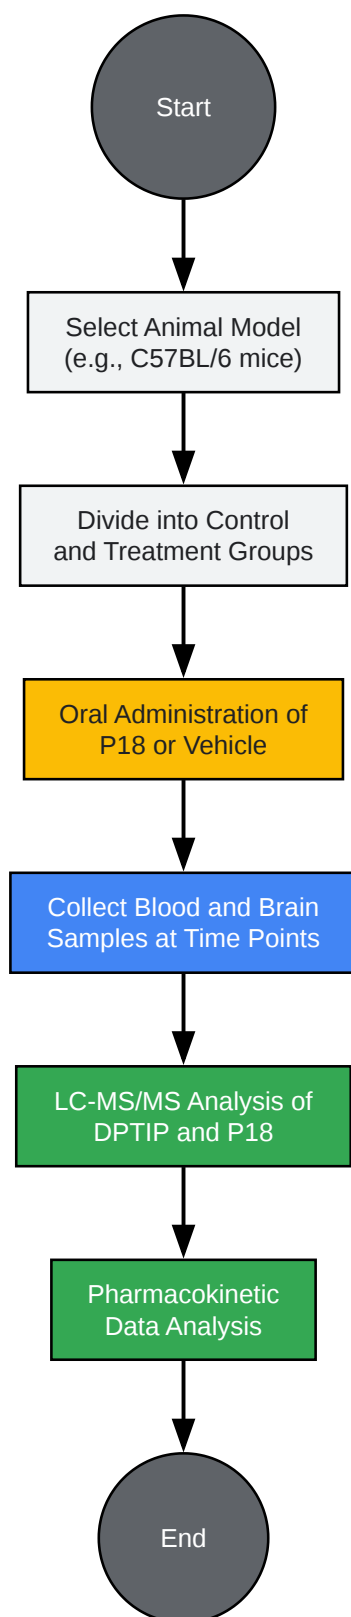 Start
Select Animal Model
(e.g., C57BL/6 mice)
Divide into Control
and Treatment Groups
Oral Administration of
P18 or Vehicle
Collect Blood and Brain
Samples at Time Points
LC-MS/MS Analysis of
DPTIP and P18
Pharmacokinetic
Data Analysis
End